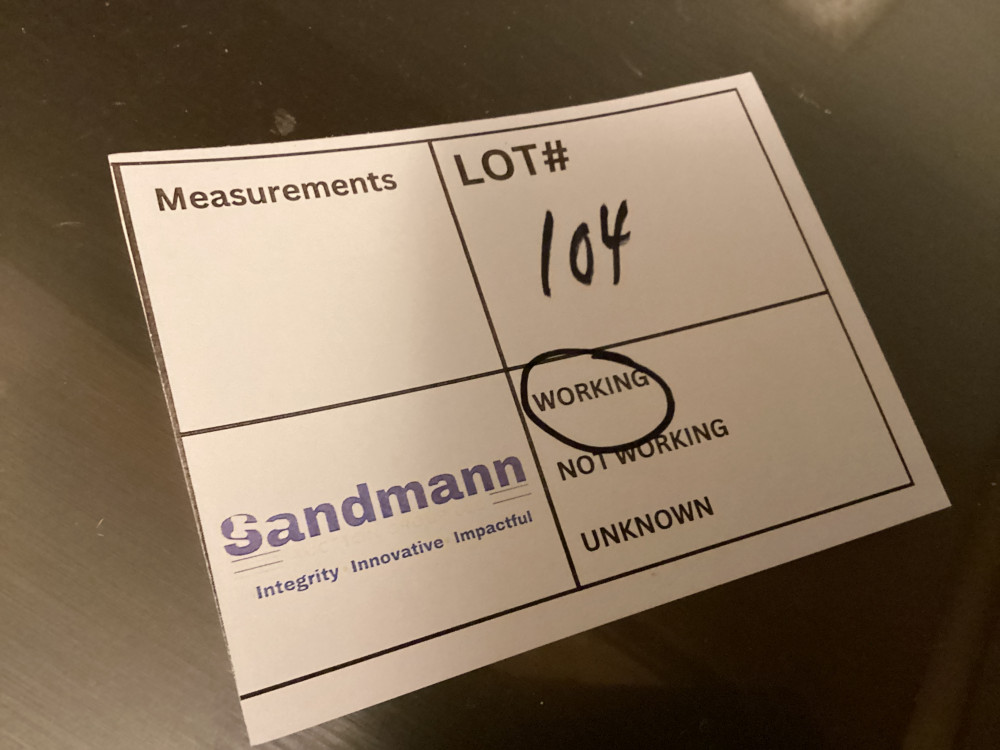 Measurements
LOT#
104
WORKING
NOT WORKING
UNKNOWN
Sandmann
Integrity Innovative Impactful